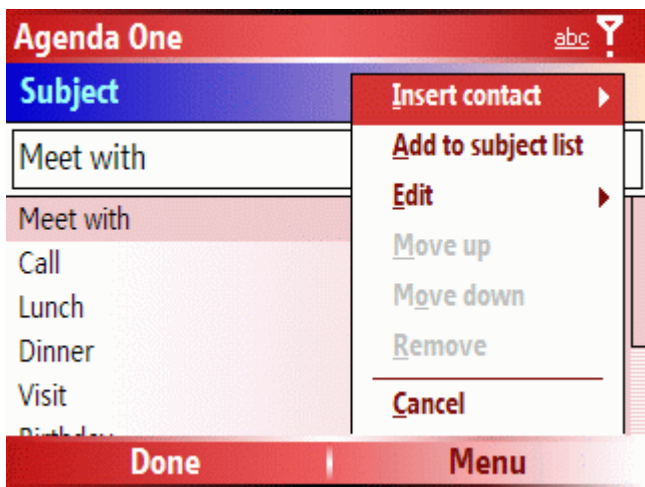 Agenda One
abc
Subject
Meet with
Meet with
Call
Lunch
Dinner
Visit
Birthday
Insert contact
Add to subject list
Edit
Move up
Move down
Remove
Cancel
Done
Menu